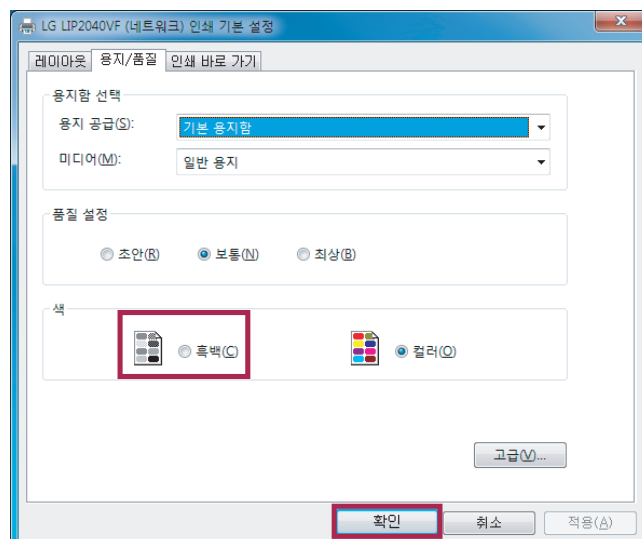 LG LIP2040VF (네트워크) 인쇄 기본 설정
레이아웃 용지/품질 인쇄 바로 가기
용지함 선택
용지 공급(S): 기본 용지함
미디어(M): 일반 용지
품질 설정
초안(R) 보통(N) 최상(B)
색
흑백(C) 컬러(O)
고급(V)...
확인 취소 적용(A)